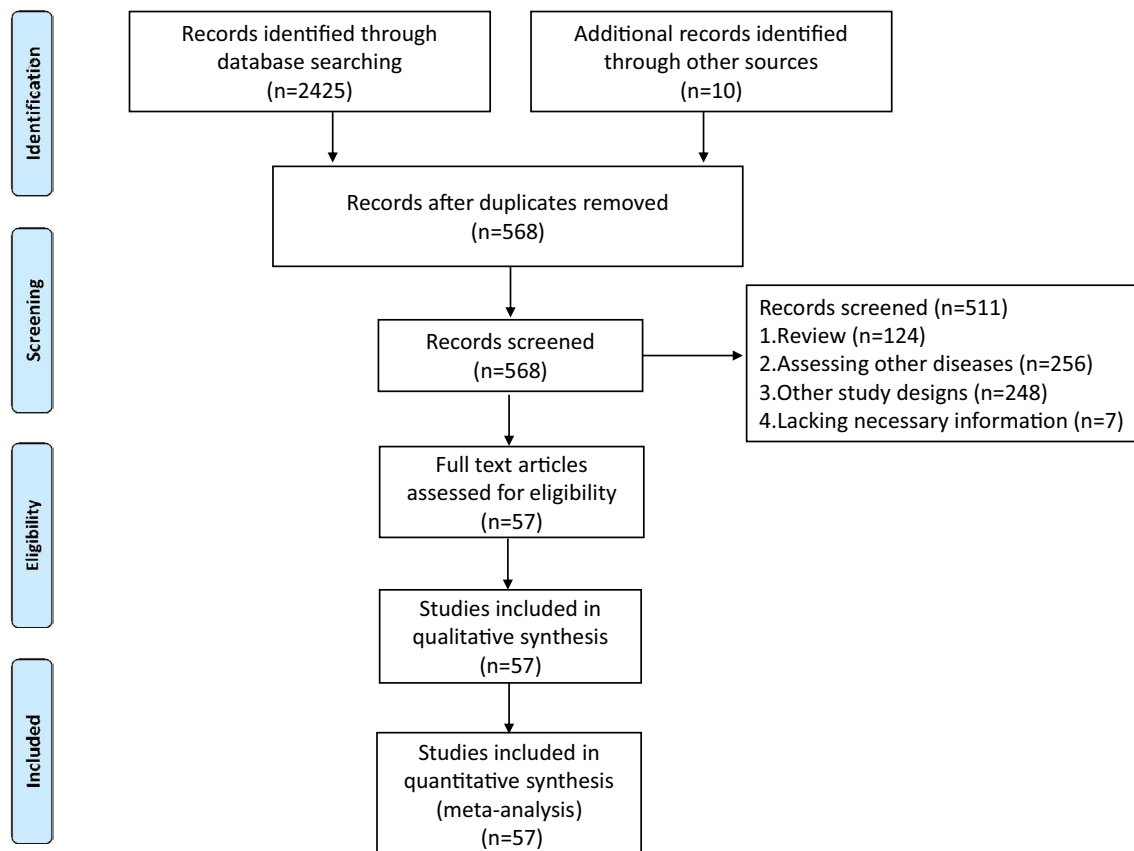 Identification
Records identified through
database searching
(n=2425)
Additional records identified
through other sources
(n=10)
Records after duplicates removed
(n=568)
Screening
Records screened
(n=568)
Records screened (n=511)
1.Review (n=124)
2.Assessing other diseases (n=256)
3.Other study designs (n=248)
4.Lacking necessary information (n=7)
Eligibility
Full text articles
assessed for eligibility
(n=57)
Studies included in
qualitative synthesis
(n=57)
Included
Studies included in
quantitative synthesis
(meta-analysis)
(n=57)